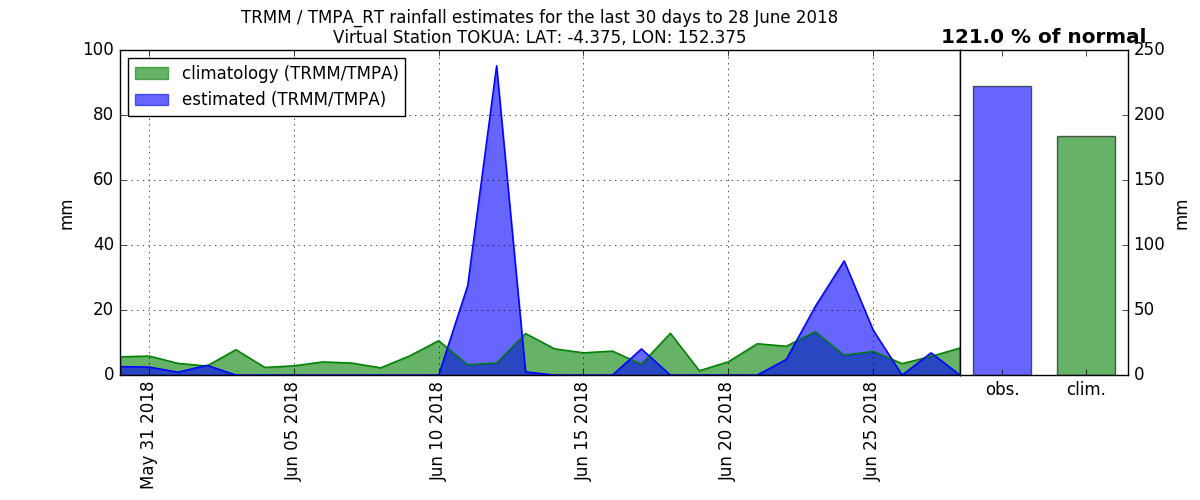 TRMM / TMPA_RT rainfall estimates for the last 30 days to 28 June 2018
Virtual Station TOKUA: LAT: -4.375, LON: 152.375
121.0 % of normal
climatology (TRMM/TMPA)
estimated (TRMM/TMPA)
100
80
60
40
20
0
mm
250
200
150
100
50
0
mm
May 31 2018
Jun 05 2018
Jun 10 2018
Jun 15 2018
Jun 20 2018
Jun 25 2018
obs.
clim.